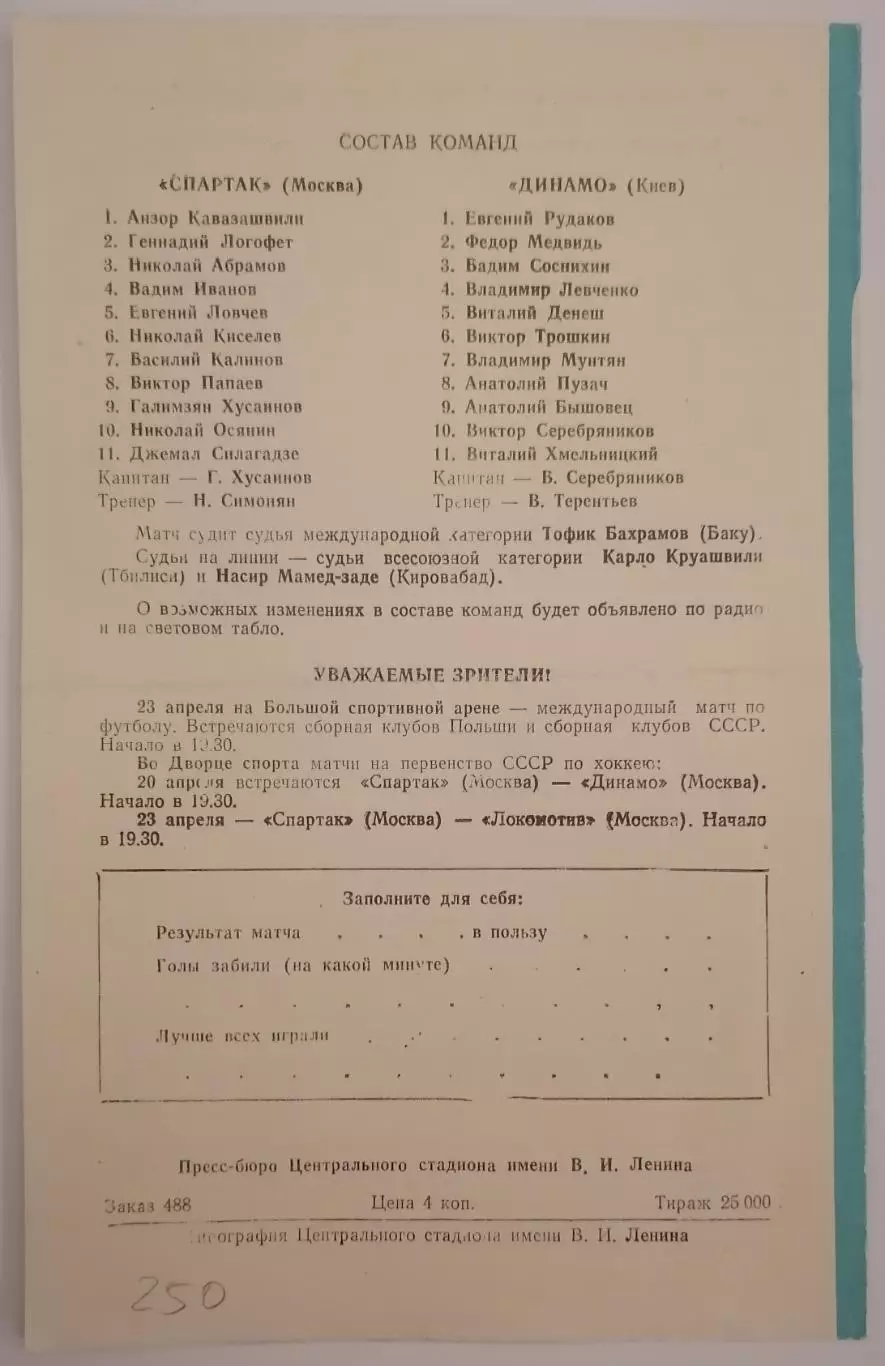 СОСТАВ КОМАНД
«СПАРТАК» (Москва)
1. Анзор Кавазашвили
2. Геннадий Логофет
3. Николай Абрамов
4. Вадим Иванов
5. Евгений Ловчев
6. Николай Киселев
7. Василий Калинов
8. Виктор Папаев
9. Галимзян Хусаинов
10. Николай Осянин
11. Джемал Силагадзе
Капитан — Г. Хусаинов
Тренер — Н. Симонян
«ДИНАМО» (Киев)
1. Евгений Рудаков
2. Федор Медвидь
3. Вадим Соснихин
4. Владимир Левченко
5. Виталий Денеш
6. Виктор Трошкин
7. Владимир Мунтян
8. Анатолий Пузач
9. Анатолий Бышовец
10. Виктор Серебряников
11. Виталий Хмельницкий
Капитан — В. Серебряников
Тренер — В. Терентьев
Матч судит судья международной категории Тофик Бахрамов (Баку).
Судьи на линии — судьи всесоюзной категории Карло Круашвили
(Тбилиси) и Насир Мамед-заде (Кировабад).
О возможных изменениях в составе команд будет объявлено по радио
и на световом табло.
УВАЖАЕМЫЕ ЗРИТЕЛИ!
23 апреля на Большой спортивной арене — международный матч по
футболу. Встречаются сборная клубов Польши и сборная клубов СССР.
Начало в 19.30.
Во Дворце спорта матчи на первенство СССР по хоккею:
20 апреля встречаются «Спартак» (Москва) — «Динамо» (Москва).
Начало в 19.30.
23 апреля — «Спартак» (Москва) — «Локомотив» (Москва). Начало
в 19.30.
Заполните для себя:
Результат матча . . . . в пользу . . . .
Голы забили (на какой минуте) . . . . .
Лучше всех играли . . . . . . . .
Пресс-бюро Центрального стадиона имени В. И. Ленина
Заказ 488 Цена 4 коп. Тираж 25 000
Типография Центрального стадиона имени В. И. Ленина
250